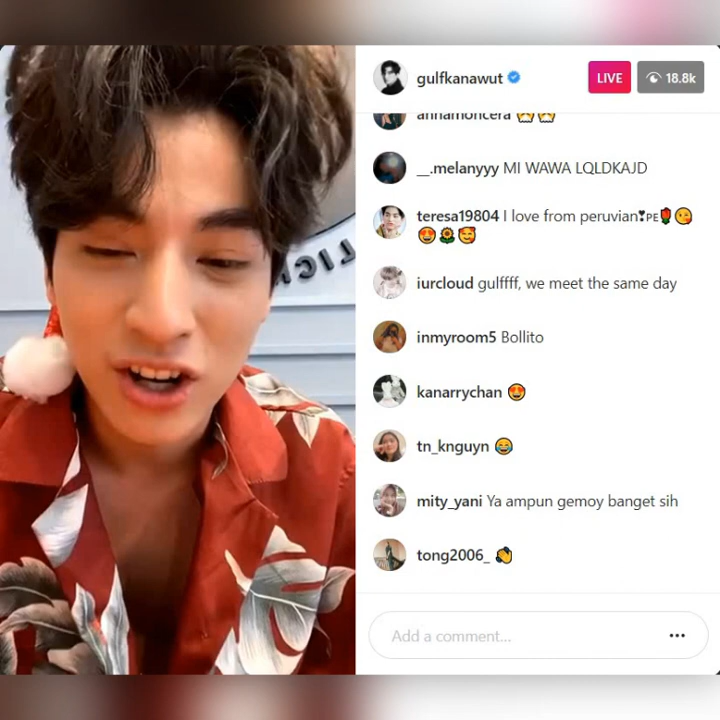 gulfkanawut
LIVE
18.8k
annamoncera 😷😷
__.melanyyy MI WAWA LQLDKAJD
teresa19804 I love from peruvian❣🇵🇪🌹😘
😍🌻🥰
iurcloud gulffff, we meet the same day
inmyroom5 Bollito
kanarrychan 😍
tn_knguyn 😂
mity_yani Ya ampun gemoy banget sih
tong2006_ 👏
Add a comment...